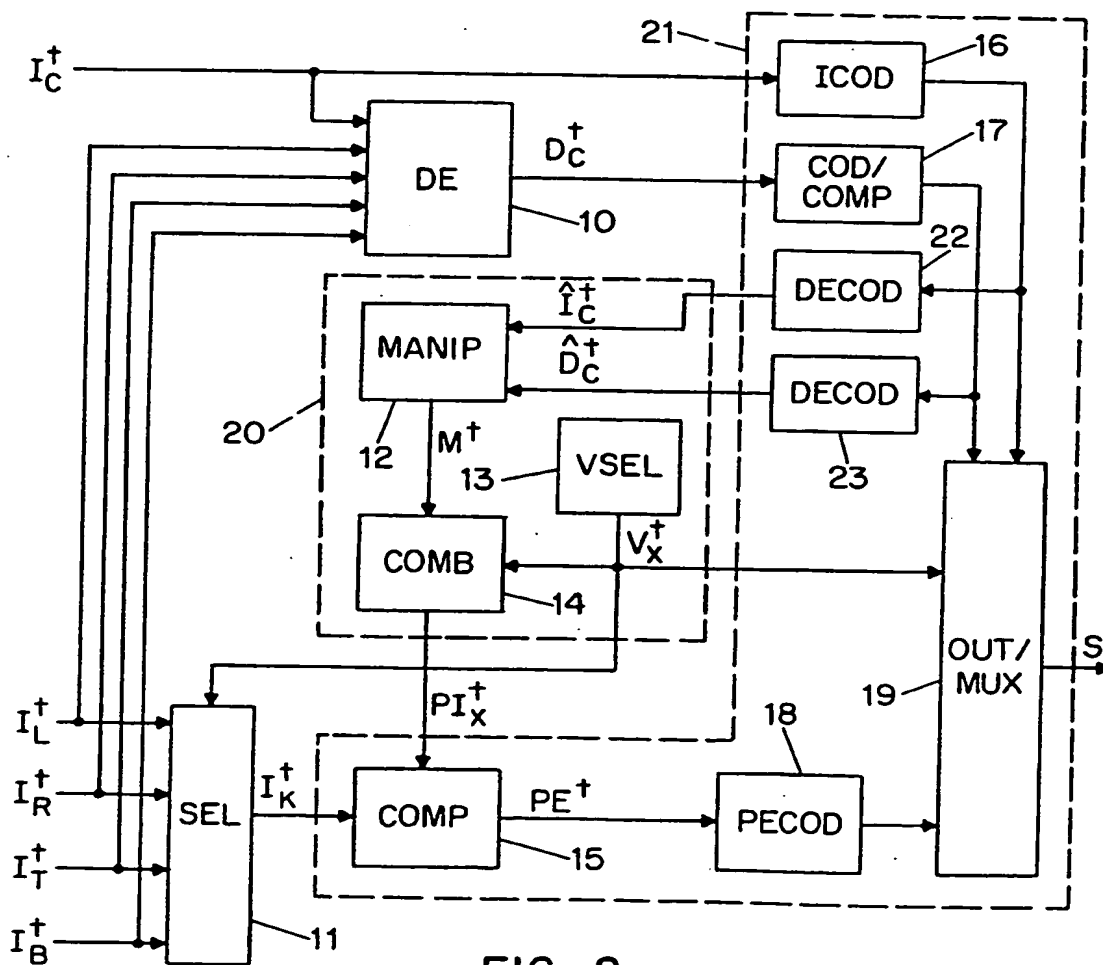 21
16
I_C^†
ICOD
17
D_C^†
DE
COD/
COMP
10
22
Î_C^†
DECOD
MANIP
D̂_C^†
DECOD
20
12
M^†
13
VSEL
23
V_X^†
COMB
14
OUT/
MUX
S
19
PI_X^†
18
I_L^†
I_R^†
SEL
I_K^†
COMP
PE^†
PECOD
15
I_T^†
11
I_B^†